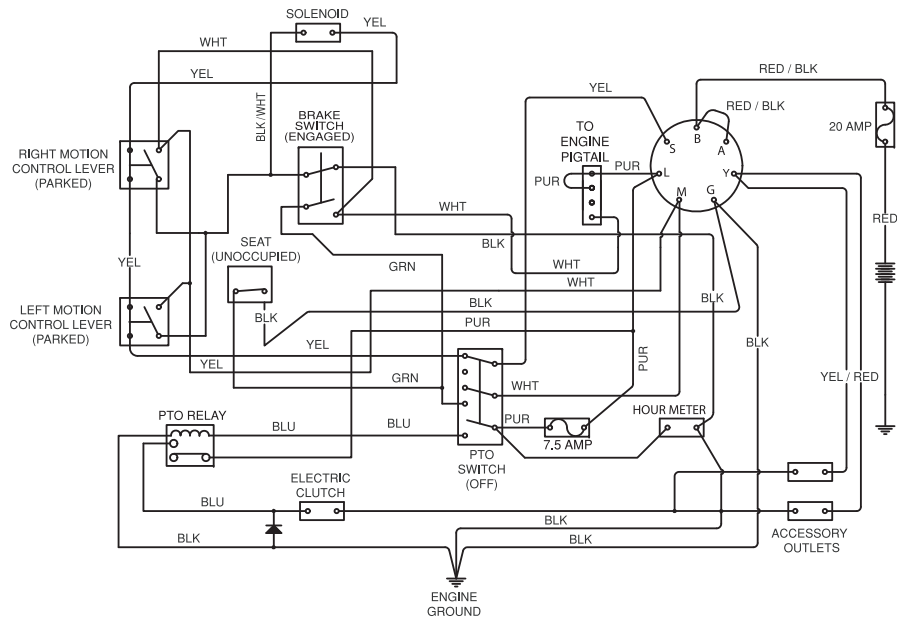 SOLENOID
YEL
WHT
YEL
RED / BLK
BLK/WHT
YEL
RED / BLK
BRAKE
SWITCH
(ENGAGED)
TO
ENGINE
PIGTAIL
B
S
A
20 AMP
RIGHT MOTION
CONTROL LEVER
(PARKED)
PUR
PUR
L
Y
M
G
WHT
RED
SEAT
(UNOCCUPIED)
BLK
YEL
GRN
WHT
WHT
BLK
LEFT MOTION
CONTROL LEVER
(PARKED)
BLK
BLK
PUR
YEL
BLK
PUR
YEL
GRN
WHT
YEL / RED
PTO RELAY
BLU
BLU
PUR
HOUR METER
7.5 AMP
PTO
SWITCH
(OFF)
ELECTRIC
CLUTCH
BLU
BLK
BLK
BLK
ACCESSORY
OUTLETS
ENGINE
GROUND